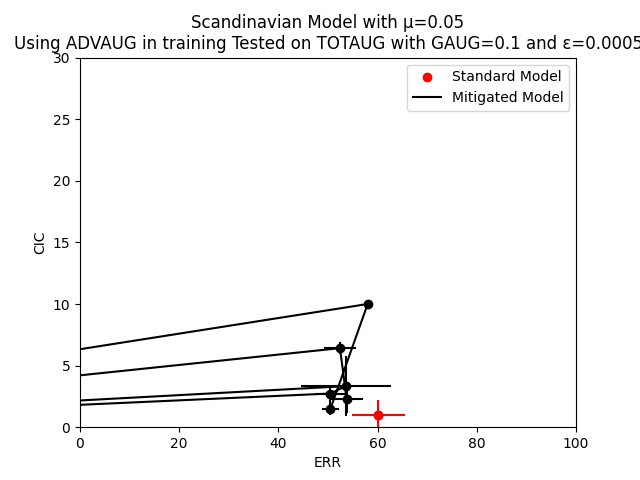 Scandinavian Model with μ=0.05
Using ADVAUG in training Tested on TOTAUG with GAUG=0.1 and ε=0.0005
30
25
20
15
10
5
0
CIC
Standard Model
Mitigated Model
0 20 40 60 80 100
ERR